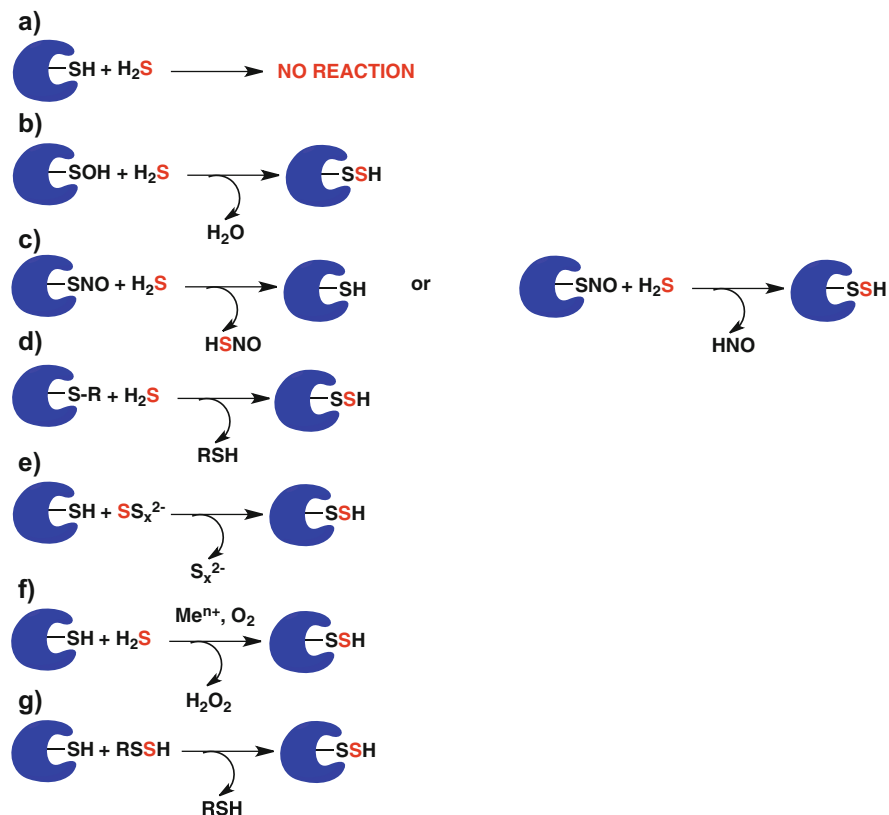 a)
SH + H₂S NO REACTION
b)
SOH + H₂S SSH
H₂O
c)
SNO + H₂S SH or SNO + H₂S SSH
HSNO HNO
d)
S-R + H₂S SSH
RSH
e)
SH + SSₓ²⁻ SSH
Sₓ²⁻
f)
Meⁿ⁺, O₂
SH + H₂S SSH
H₂O₂
g)
SH + RSSH SSH
RSH